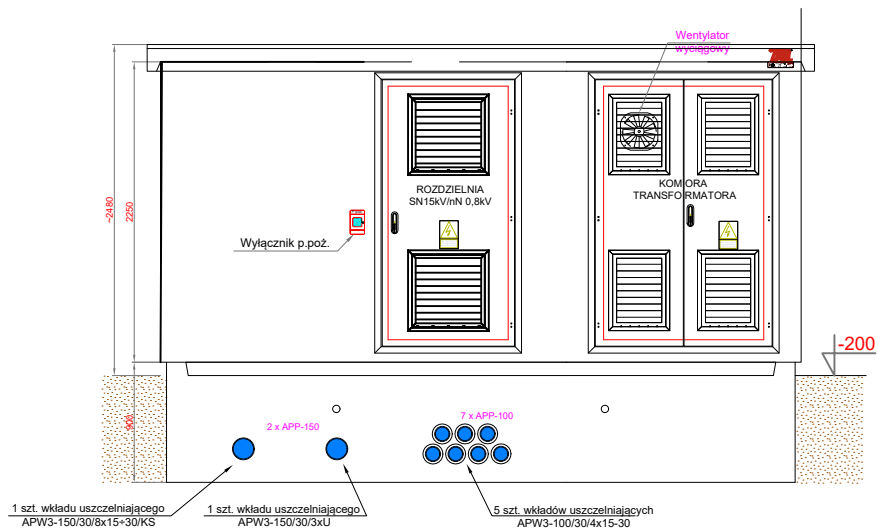 Wentylator
wyciągowy
~2480
2250
ROZDZIELNIA
SN15kV/nN 0,8kV
KOMORA
TRANSFORMATORA
Wyłącznik p.poż.
-200
900
2 x APP-150
7 x APP-100
1 szt. wkładu uszczelniającego
APW3-150/30/8x15÷30/KS
1 szt. wkładu uszczelniającego
APW3-150/30/3xU
5 szt. wkładów uszczelniających
APW3-100/30/4x15-30